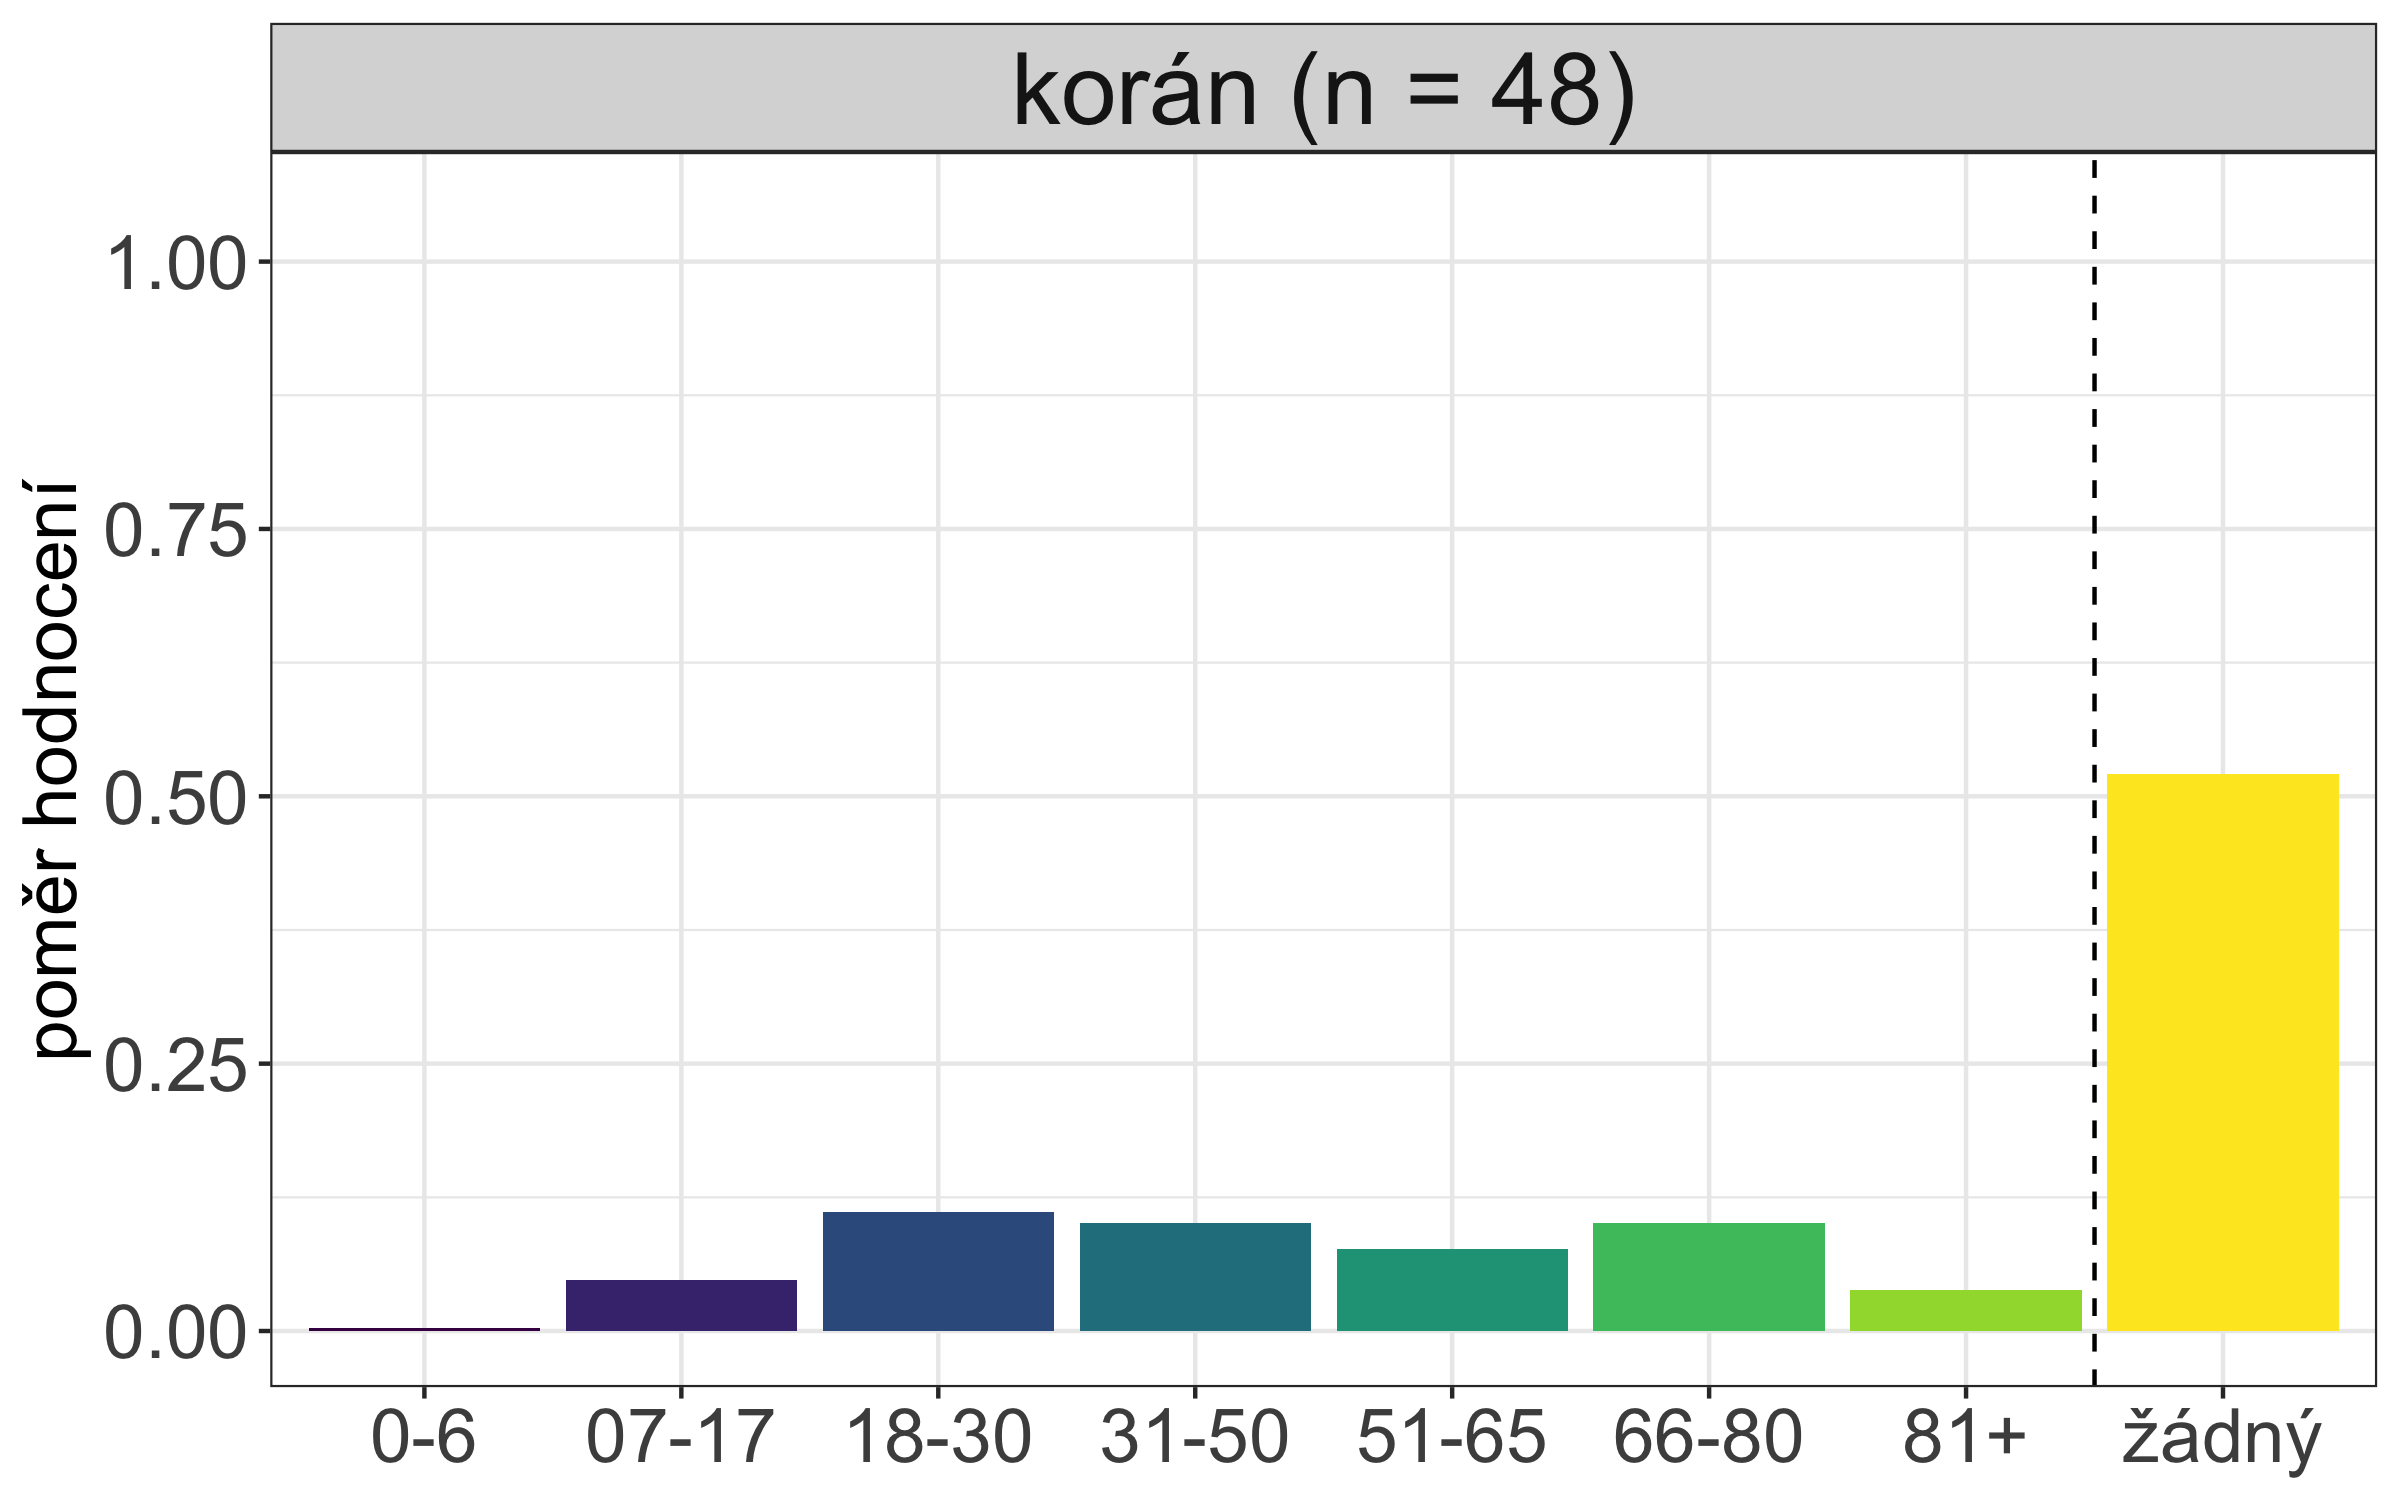 korán (n = 48)
poměr hodnocení
1.00
0.75
0.50
0.25
0.00
0-6 07-17 18-30 31-50 51-65 66-80 81+ žádný